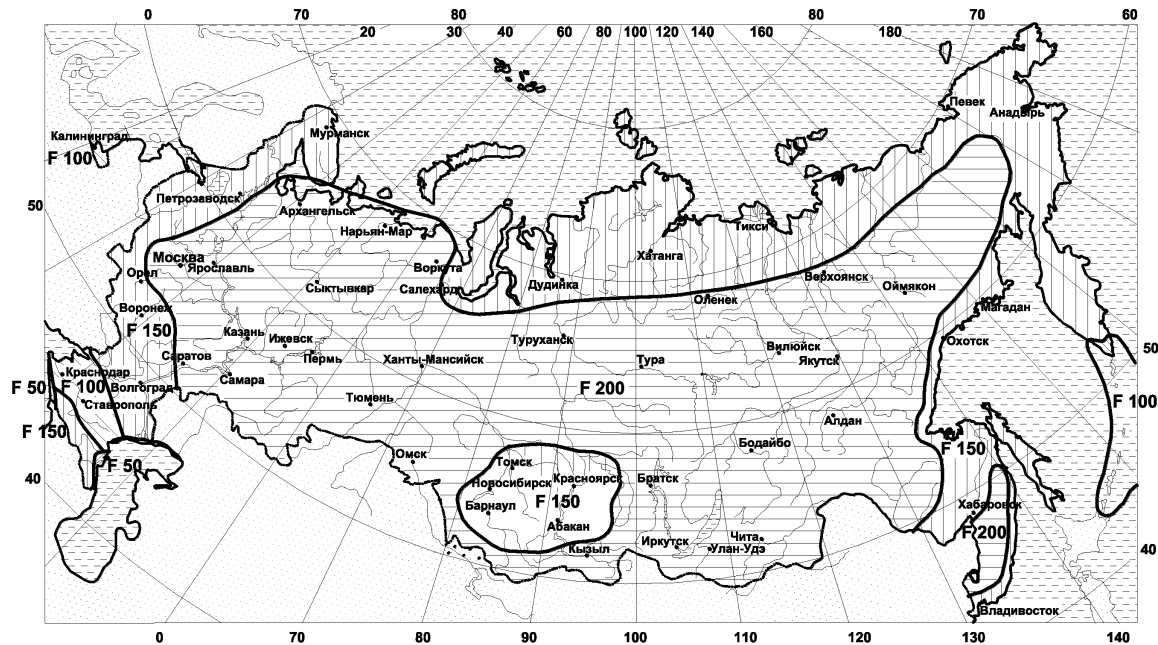 0 70 80 80 70 60
20 30 40 60 80 100 120 140 160 180
Певек
Анадырь
Мурманск
Калининград
F 100
Петрозаводск
50
Архангельск
Нарьян-Мар
Тикси
Москва
Ярославль
Хатанга
Орел
Воркута
Верхоянск
Сыктывкар
Салехард
Дудинка
Оймякон
Оленек
Воронеж
Магадан
F 150
Казань
Ижевск
Туруханск
Охотск
Вилюйск
50
Саратов
Пермь
Ханты-Мансийск
Тура
Якутск
Краснодар
Самара
F 50
F 100
Волгоград
F 200
Тюмень
F 100
Ставрополь
Алдан
F 150
Бодайбо
F 150
Омск
Томск
F 50
40
Новосибирск
Красноярск
Братск
F 150
Барнаул
Хабаровск
Абакан
F 200
Чита
Иркутск
Улан-Удэ
Кызыл
40
Владивосток
0 70 80 90 100 110 120 130 140